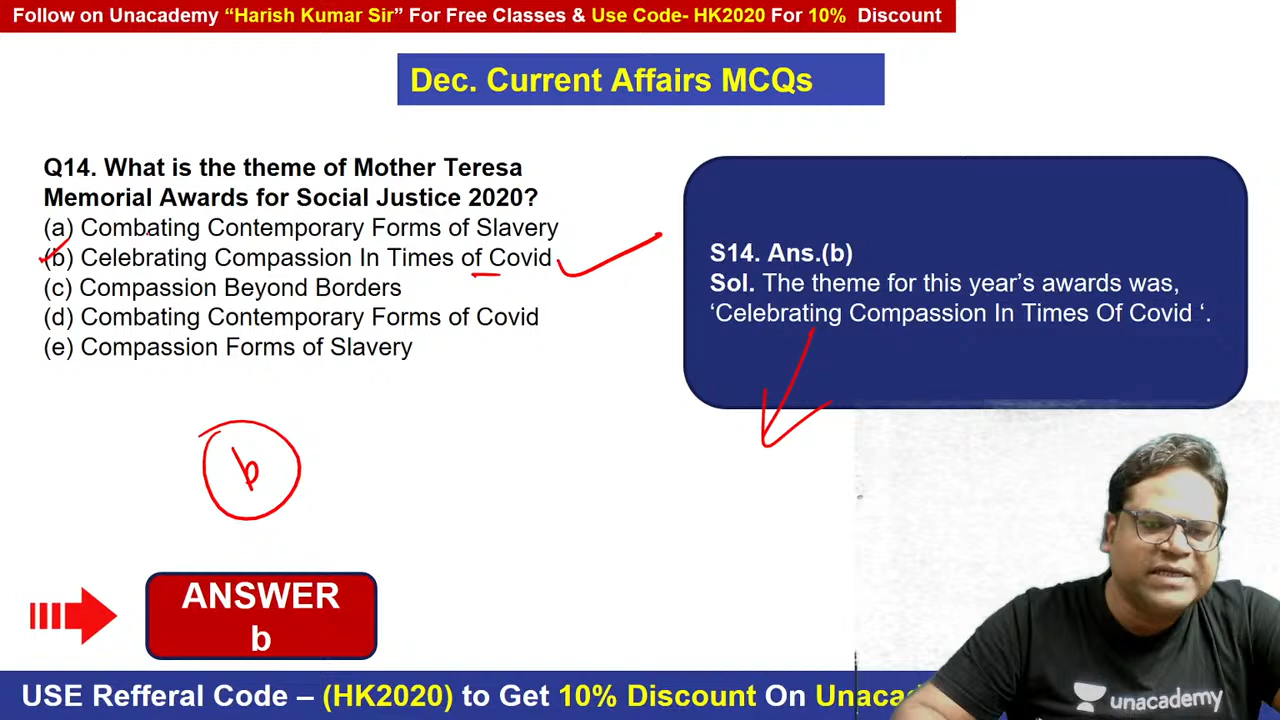 Follow on Unacademy “Harish Kumar Sir” For Free Classes & Use Code- HK2020 For 10% Discount
Dec. Current Affairs MCQs
Q14. What is the theme of Mother Teresa
Memorial Awards for Social Justice 2020?
(a) Combating Contemporary Forms of Slavery
(b) Celebrating Compassion In Times of Covid
(c) Compassion Beyond Borders
(d) Combating Contemporary Forms of Covid
(e) Compassion Forms of Slavery
S14. Ans.(b)
Sol. The theme for this year’s awards was,
‘Celebrating Compassion In Times Of Covid ‘.
b
ANSWER
b
USE Refferal Code – (HK2020) to Get 10% Discount On
unacademy